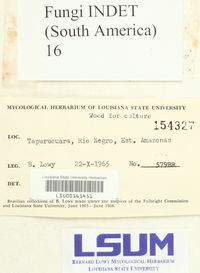 Fungi INDET
(South America)
16
MYCOLOGICAL HERBARIUM OF LOUISIANA STATE UNIVERSITY
Wood for culture
154327
LOC. Tapurucuara, Rio Negro, Est. Amazonas
LEG. B. Lowy 22-X-1965 No. 579BR
Louisiana State University Herbarium
DET.
Brazilian collections of B. Lowy made under the auspices of the Fulbright Commission
and Louisiana State University, June 1965 - June 1966.
LSUM
BERNARD LOWY MYCOLOGICAL HERBARIUM
LOUISIANA STATE UNIVERSITY